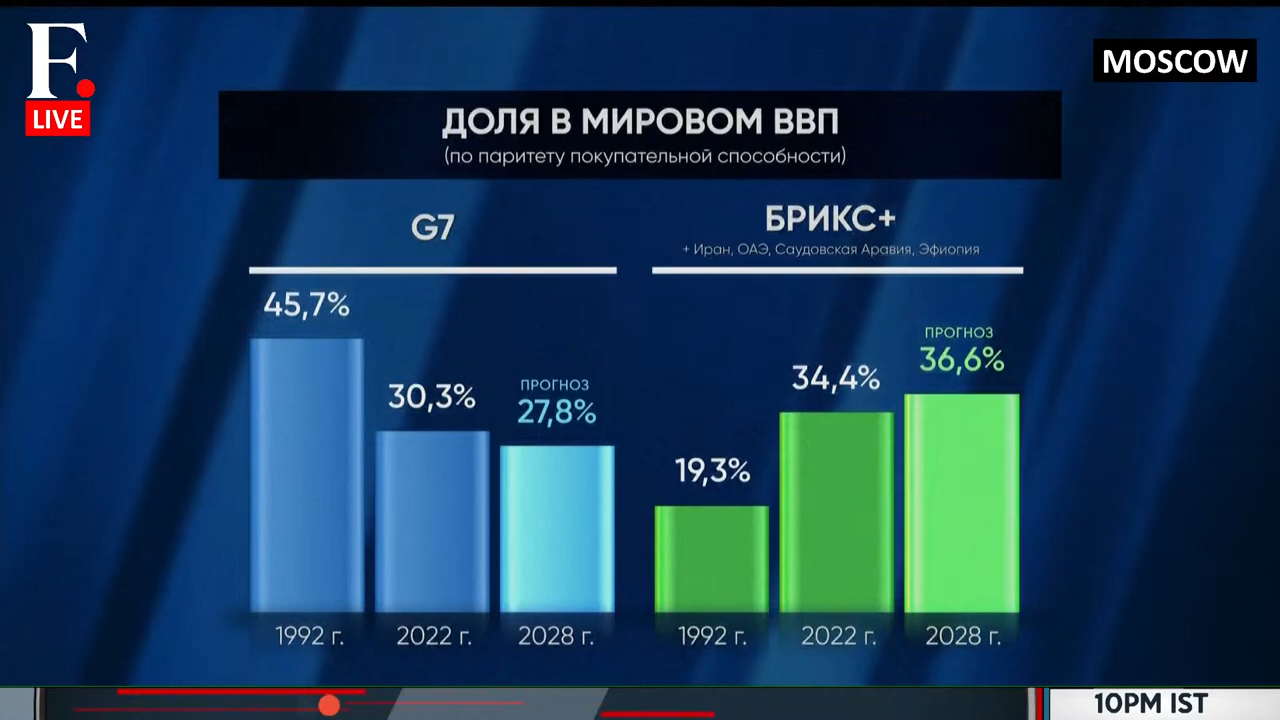 F.
LIVE
MOSCOW
ДОЛЯ В МИРОВОМ ВВП
(по паритету покупательной способности)
G7
45,7%
30,3%
ПРОГНОЗ
27,8%
1992 г.
2022 г.
2028 г.
БРИКС+
+ Иран, ОАЭ, Саудовская Аравия, Эфиопия
19,3%
34,4%
ПРОГНОЗ
36,6%
1992 г.
2022 г.
2028 г.
10PM IST